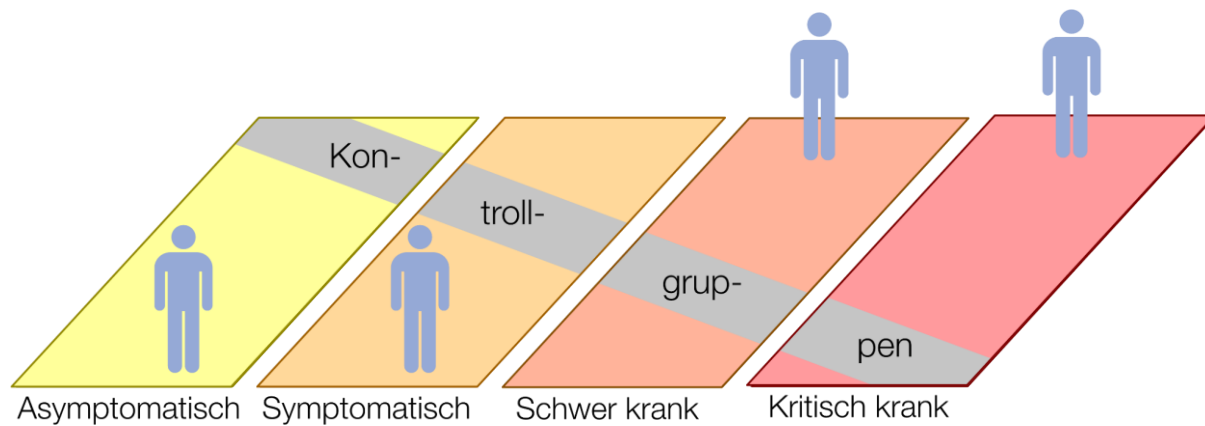 Kon-
troll-
grup-
pen
Asymptomatisch
Symptomatisch
Schwer krank
Kritisch krank